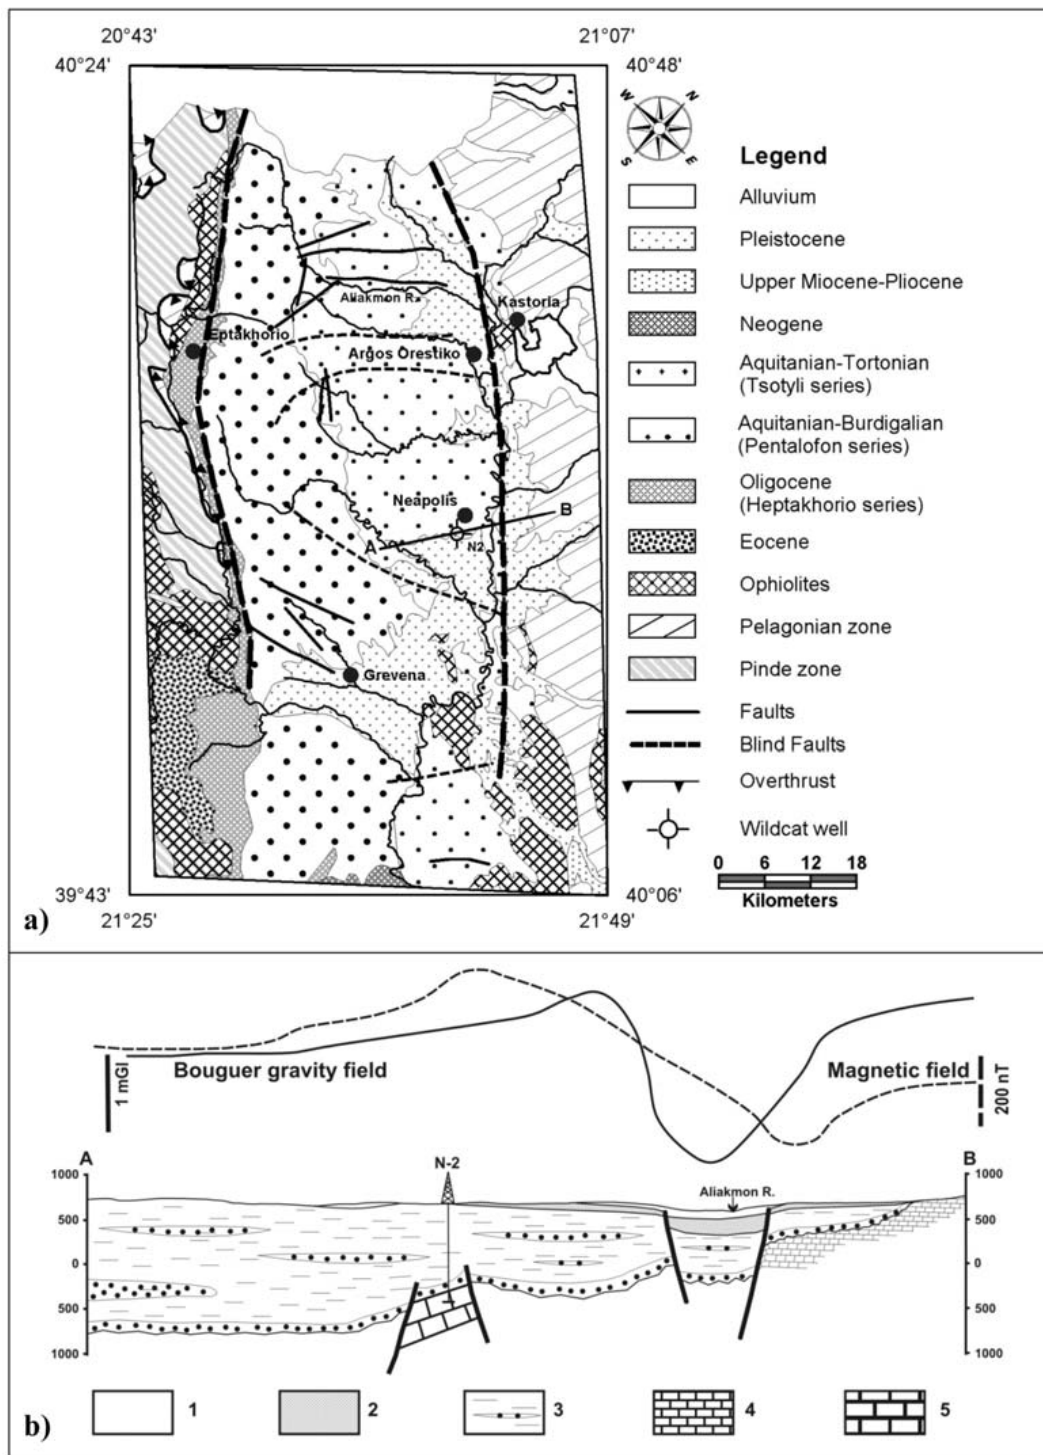 20°43'
21°07'
40°24'
40°48'
W
N
S
E
Legend
Alluvium
Pleistocene
Upper Miocene-Pliocene
Neogene
Aquitanian-Tortonian
(Tsotyli series)
Aquitanian-Burdigalian
(Pentalofon series)
Oligocene
(Heptakhorio series)
Eocene
Ophiolites
Pelagonian zone
Pinde zone
Faults
Blind Faults
Overthrust
Wildcat well
0 6 12 18
Kilometers
Aliakmon R.
Kastoria
Eptakhorio
Argos Orestiko
Neapolis
B
A
N2
Grevena
39°43'
40°06'
a)
21°25'
21°49'
Bouguer gravity field
Magnetic field
1 mGl
200 nT
A
N-2
B
1000
1000
Aliakmon R.
500
500
0
0
500
500
1000
1000
b)
1
2
3
4
5